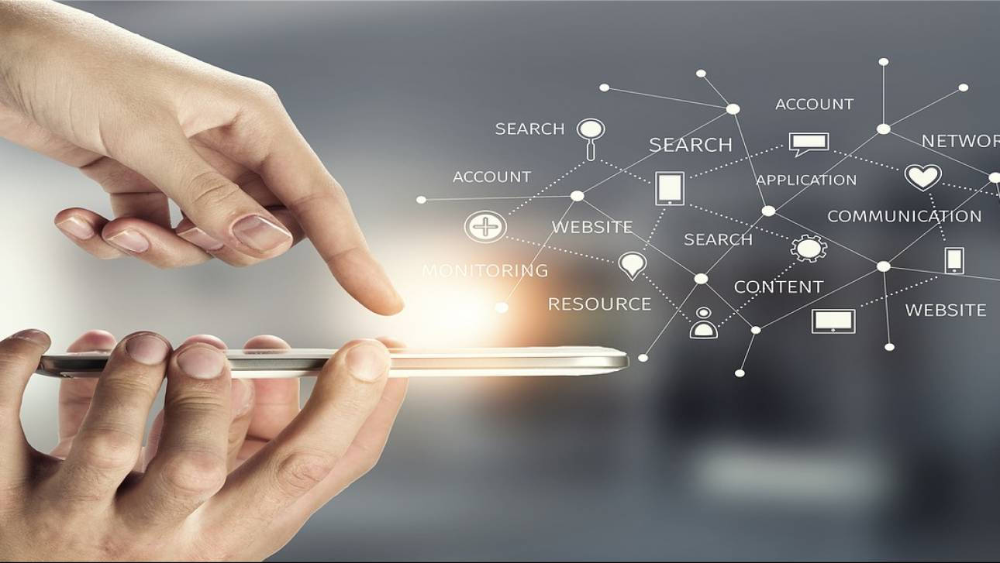 ACCOUNT
SEARCH
SEARCH
NETWOR
ACCOUNT
APPLICATION
COMMUNICATION
WEBSITE
SEARCH
MONITORING
CONTENT
RESOURCE
WEBSITE